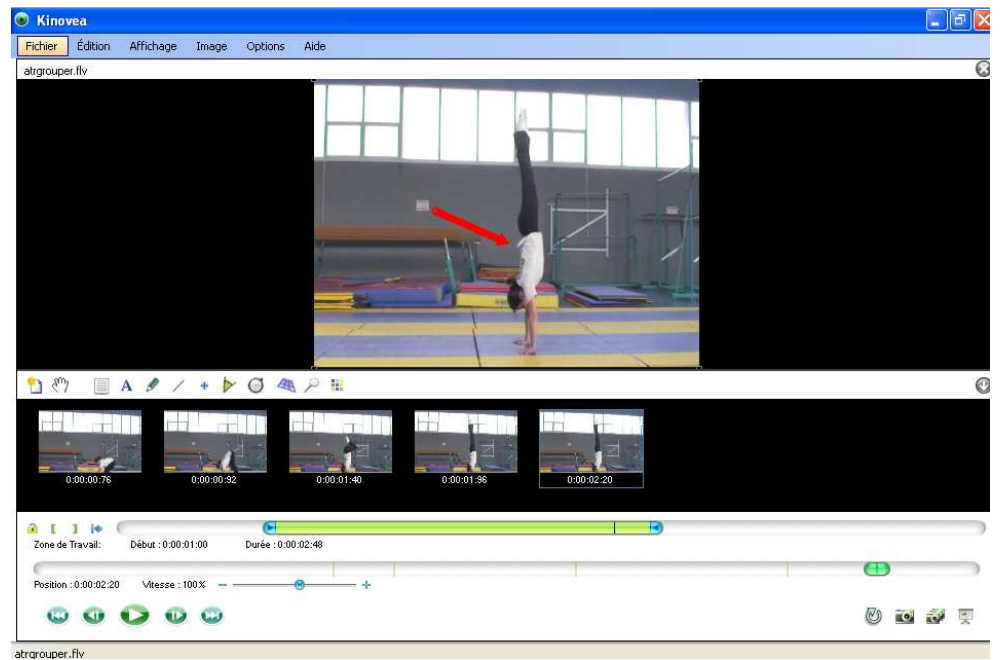 Kinovea
Fichier Édition Affichage Image Options Aide
atrgrouper.flv
A
0:00:00:76 0:00:00:92 0:00:01:40 0:00:01:96 0:00:02:20
Zone de Travail: Début : 0:00:01:00 Durée : 0:00:02:48
Position : 0:00:02:20 Vitesse : 100%
atrgrouper.flv